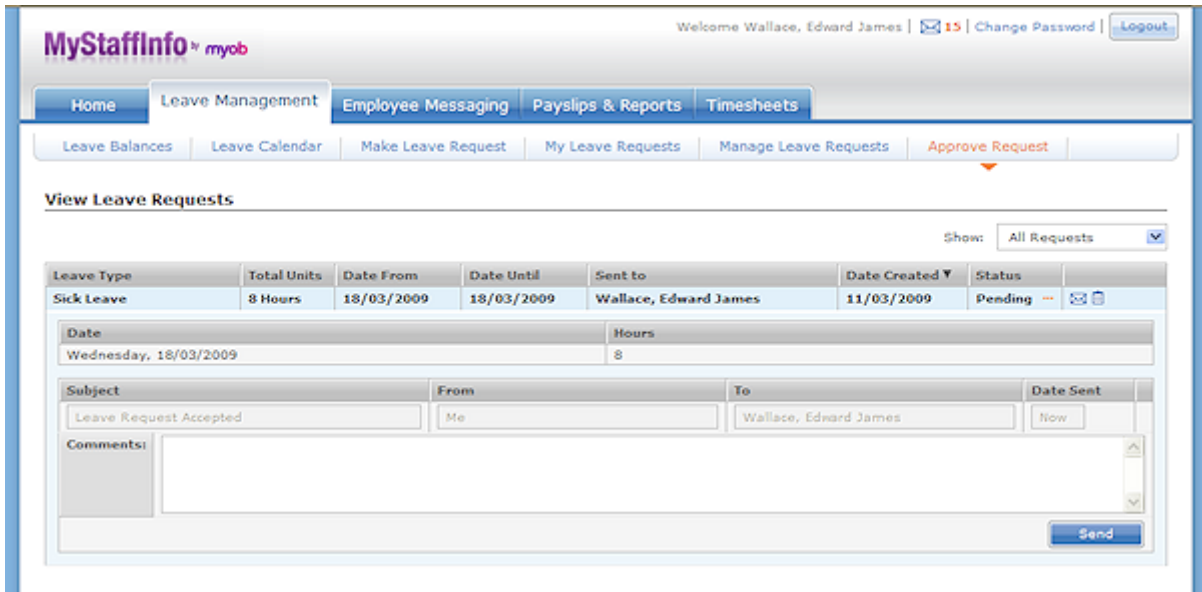 Welcome Wallace, Edward James | 15 | Change Password | Logout
MyStaffInfo by myob
Home Leave Management Employee Messaging Payslips & Reports Timesheets
Leave Balances Leave Calendar Make Leave Request My Leave Requests Manage Leave Requests Approve Request
View Leave Requests
Show: All Requests
Leave Type Total Units Date From Date Until Sent to Date Created ▼ Status
Sick Leave 8 Hours 18/03/2009 18/03/2009 Wallace, Edward James 11/03/2009 Pending
Date Hours
Wednesday, 18/03/2009 8
Subject From To Date Sent
Leave Request Accepted Me Wallace, Edward James Now
Comments:
Send